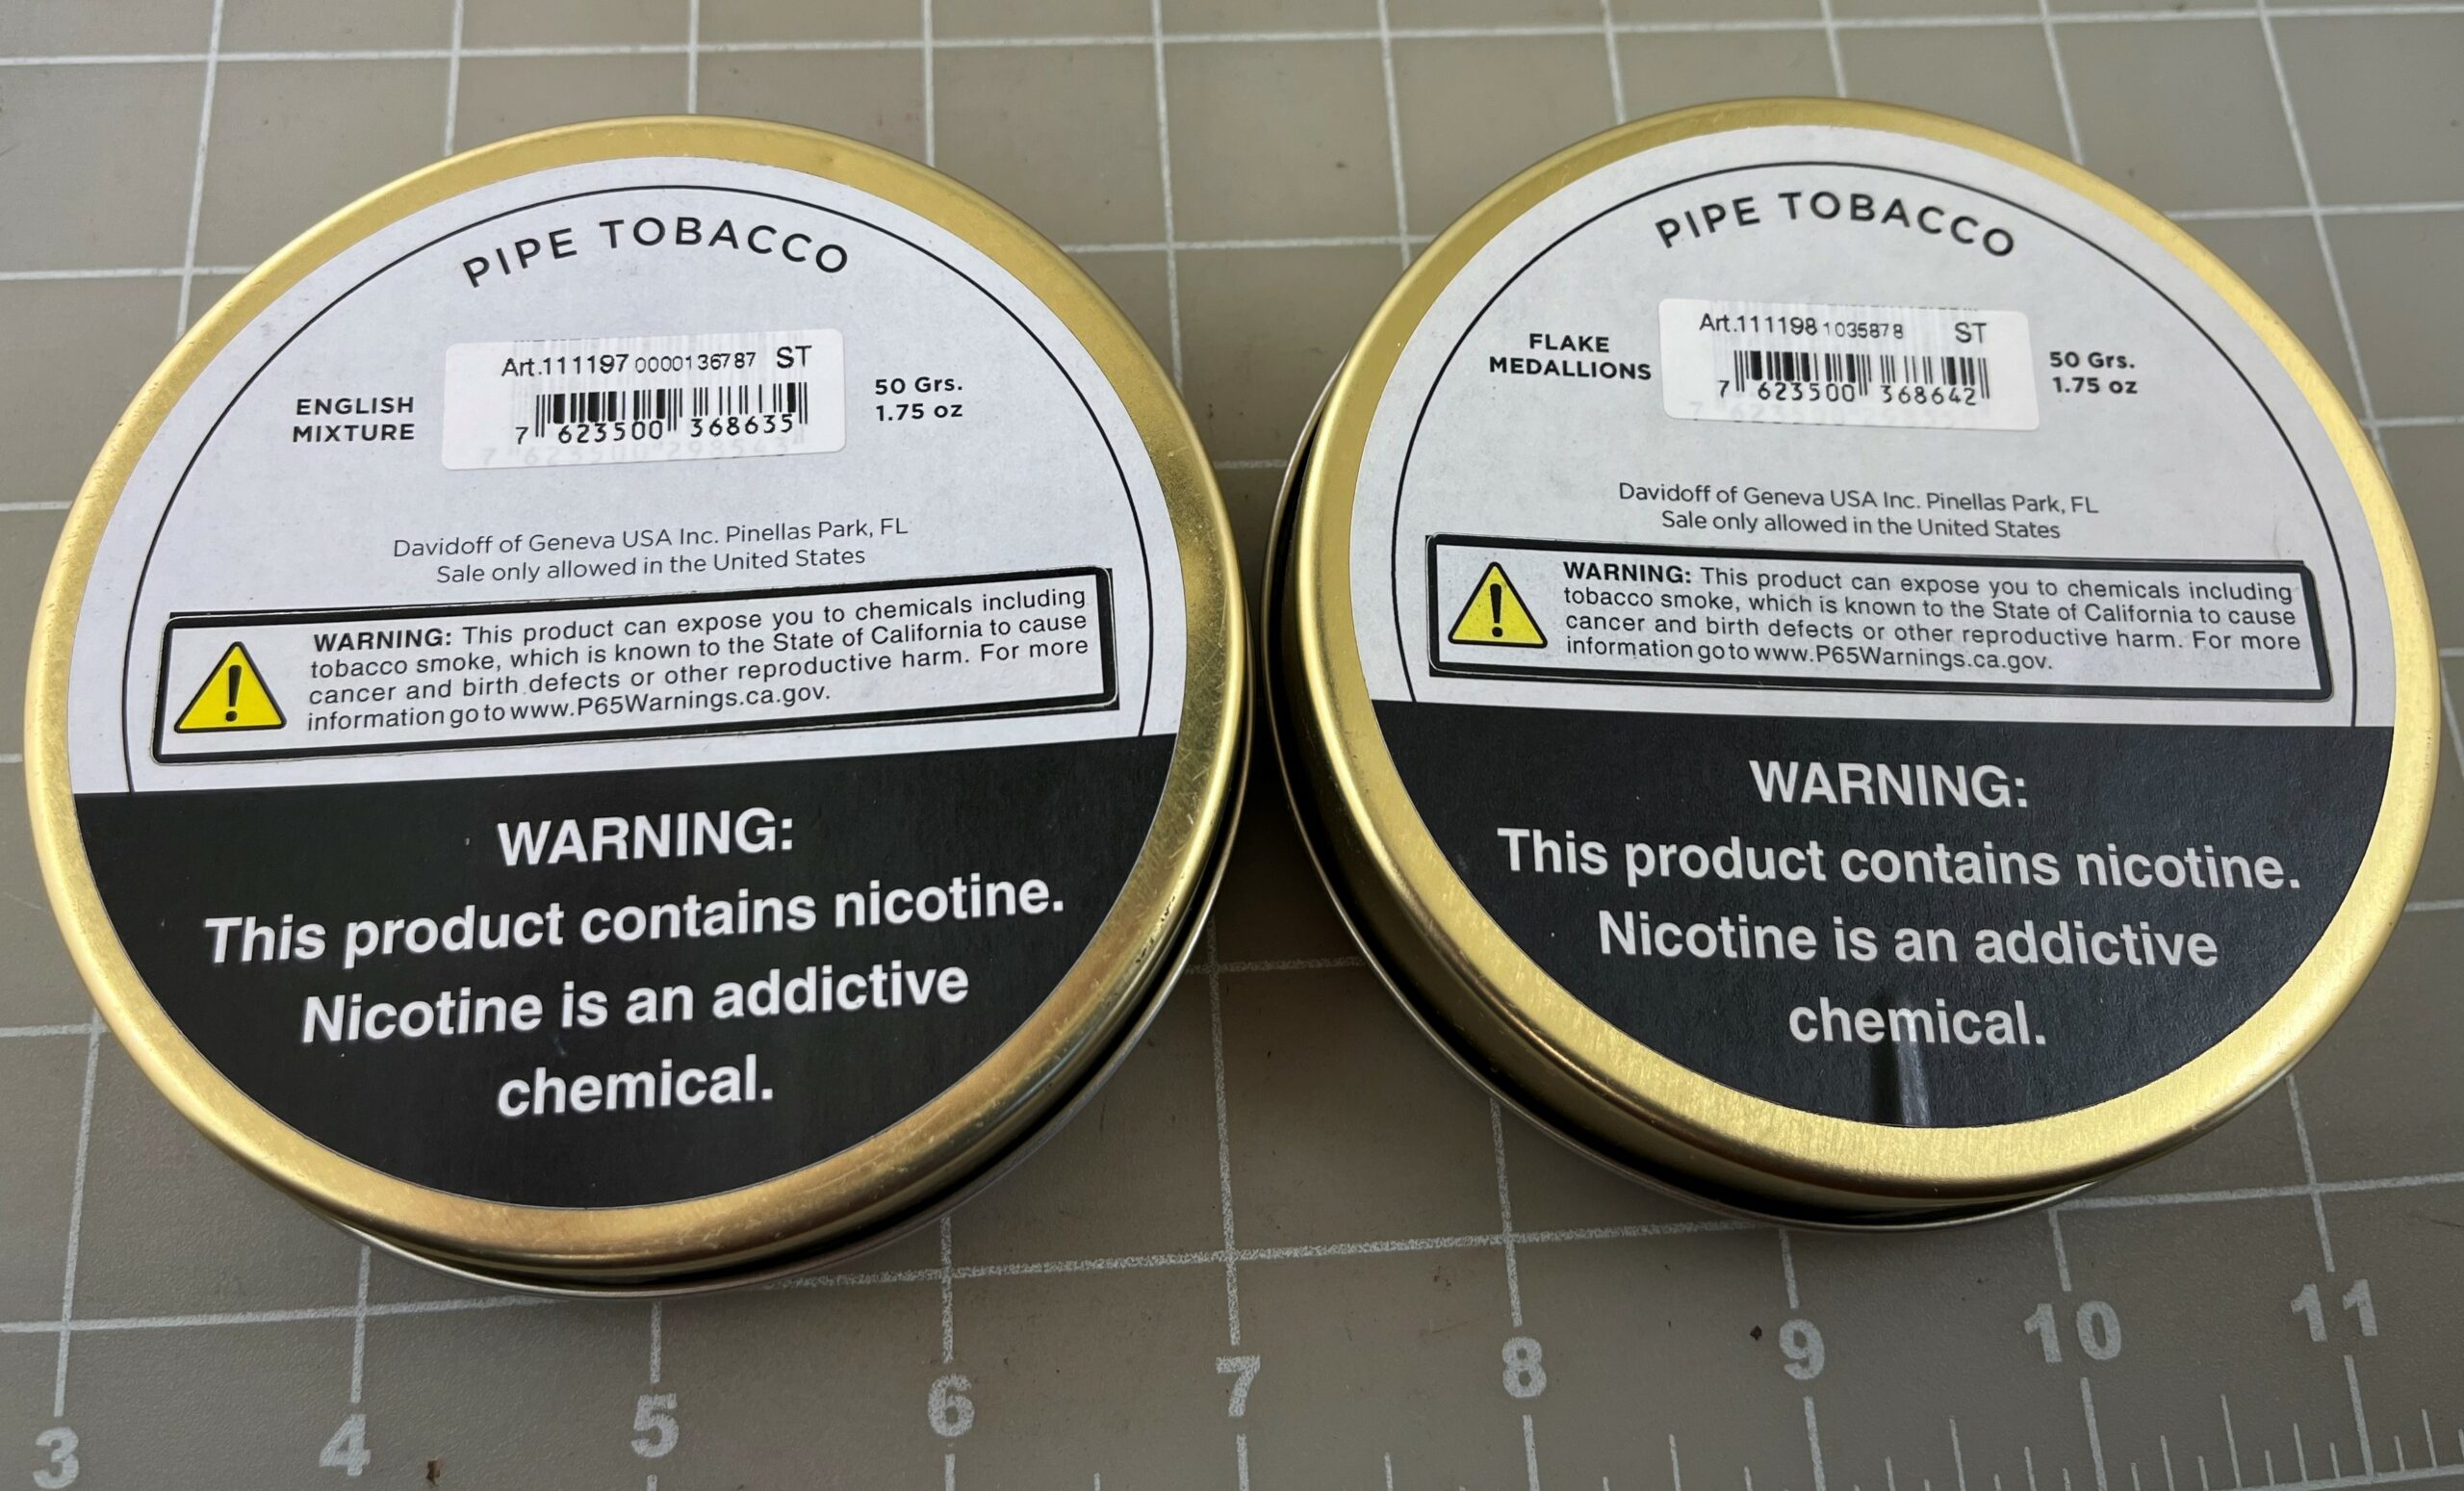 PIPE TOBACCO
ENGLISH
MIXTURE
Art.111197 0000136787 ST
7 623500 368635
50 Grs.
1.75 oz
Davidoff of Geneva USA Inc. Pinellas Park, FL
Sale only allowed in the United States
WARNING: This product can expose you to chemicals including
tobacco smoke, which is known to the State of California to cause
cancer and birth defects or other reproductive harm. For more
information go to www.P65Warnings.ca.gov.
WARNING:
This product contains nicotine.
Nicotine is an addictive
chemical.
PIPE TOBACCO
FLAKE
MEDALLIONS
Art.111198 1035878 ST
7 623500 368642
50 Grs.
1.75 oz
Davidoff of Geneva USA Inc. Pinellas Park, FL
Sale only allowed in the United States
WARNING: This product can expose you to chemicals including
tobacco smoke, which is known to the State of California to cause
cancer and birth defects or other reproductive harm. For more
information go to www.P65Warnings.ca.gov.
WARNING:
This product contains nicotine.
Nicotine is an addictive
chemical.
3 4 5 6 7 8 9 10 11